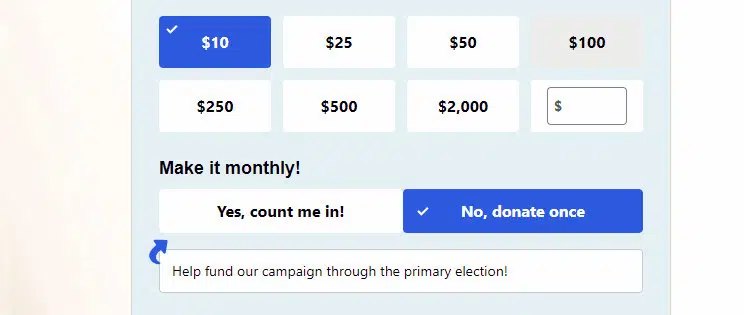 $10 $25 $50 $100
$250 $500 $2,000 $
Make it monthly!
Yes, count me in! No, donate once
Help fund our campaign through the primary election!